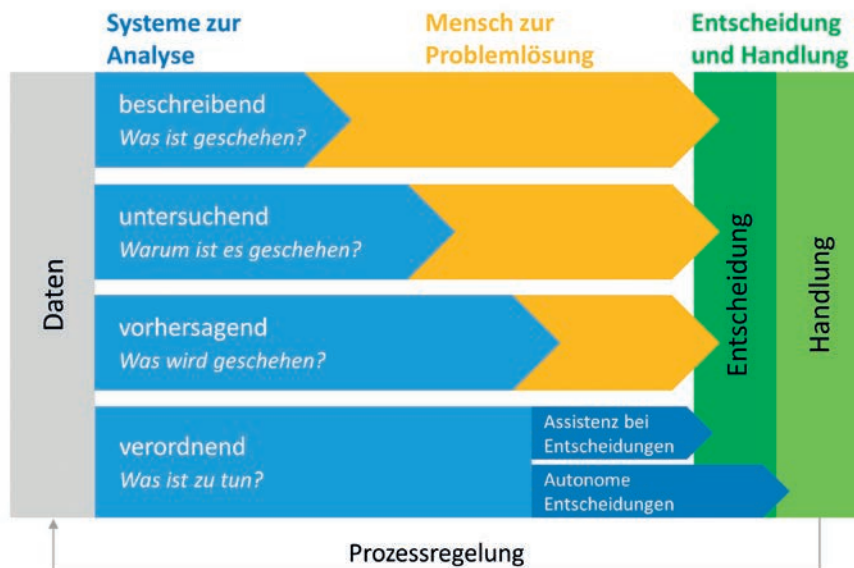 Systeme zur
Analyse
Mensch zur
Problemlösung
Entscheidung
und Handlung
Daten
beschreibend
Was ist geschehen?
untersuchend
Warum ist es geschehen?
vorhersagend
Was wird geschehen?
verordnend
Was ist zu tun?
Assistenz bei
Entscheidungen
Autonome
Entscheidungen
Entscheidung
Handlung
Prozessregelung